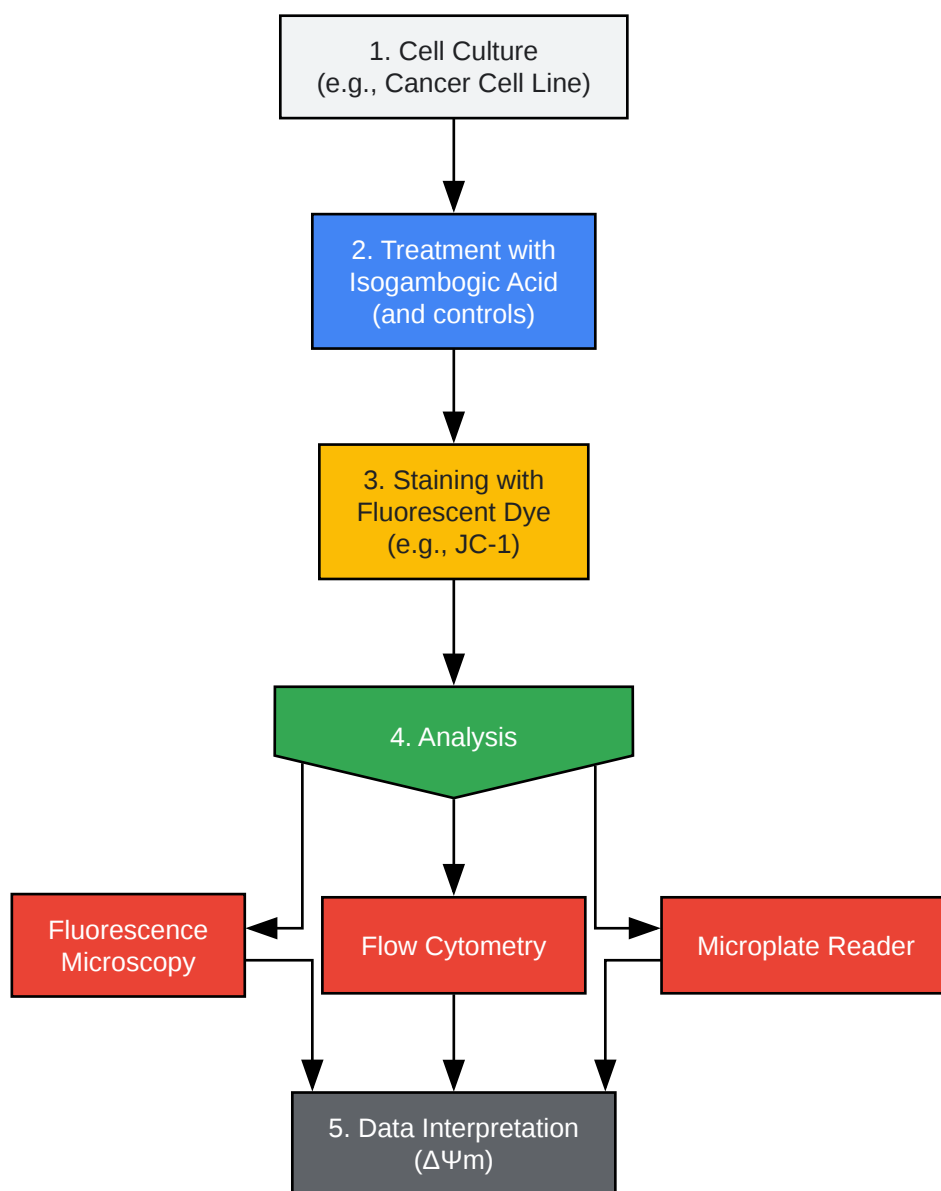 1. Cell Culture
(e.g., Cancer Cell Line)
2. Treatment with
Isogambogic Acid
(and controls)
3. Staining with
Fluorescent Dye
(e.g., JC-1)
4. Analysis
Fluorescence
Microscopy
Flow Cytometry
Microplate Reader
5. Data Interpretation
(ΔΨm)